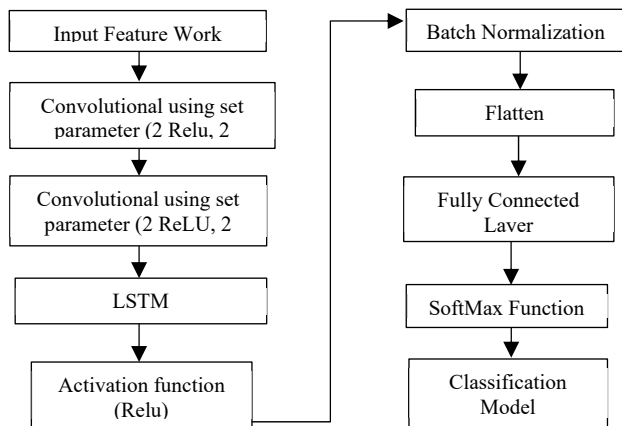 Input Feature Work
Convolutional using set
parameter (2 Relu, 2
Convolutional using set
parameter (2 ReLU, 2
LSTM
Activation function
(Relu)
Batch Normalization
Flatten
Fully Connected
Laver
SoftMax Function
Classification
Model